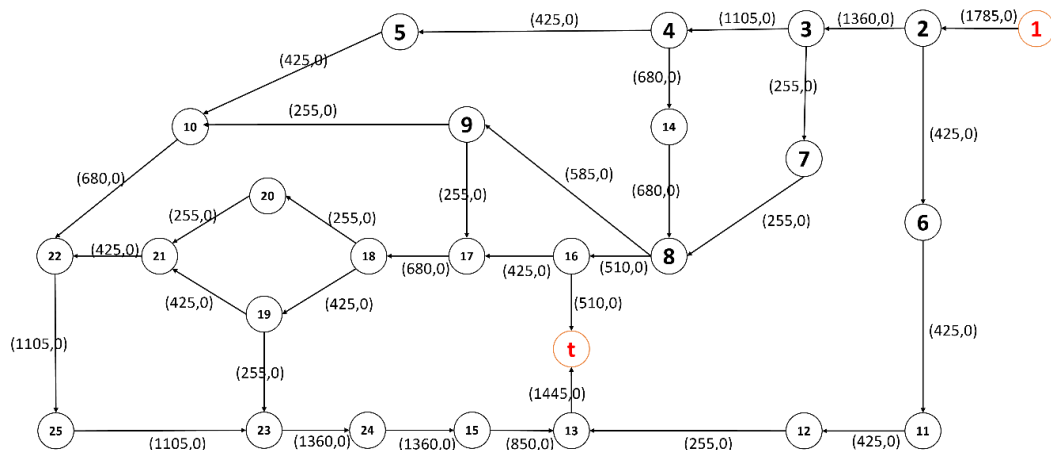 (425,0) (1105,0) (1360,0) (1785,0)
5 4 3 2 1
(425,0) (680,0) (255,0)
(255,0)
10 9 14 (425,0)
7
(680,0) (585,0)
20 (255,0) (680,0)
(255,0) (255,0) (255,0) 6
(425,0)
22 21 18 17 16 8
(680,0) (425,0) (510,0)
(425,0) (425,0) (510,0)
19
(1105,0) t (425,0)
(255,0)
(1445,0)
25 23 24 15 13 12 11
(1105,0) (1360,0) (1360,0) (850,0) (255,0) (425,0)